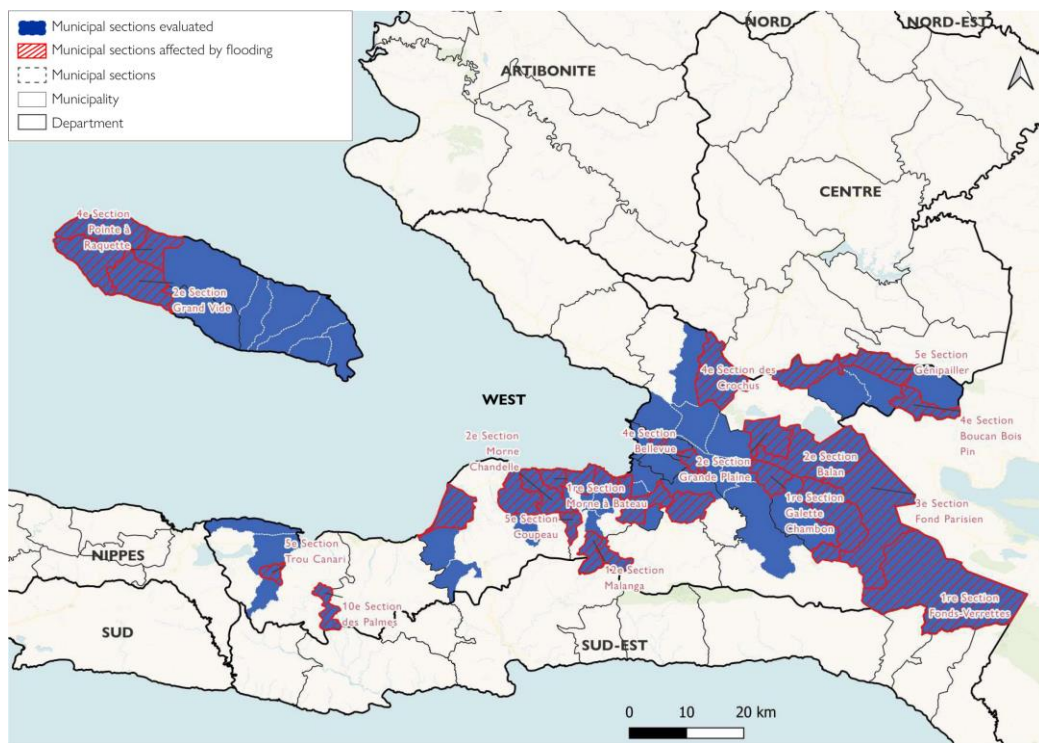 Municipal sections evaluated
Municipal sections affected by flooding
Municipal sections
Municipality
Department
NORD
NORD-EST
ARTIBONITE
CENTRE
4e Section
Pointe à
Raquette
2e Section
Grand Vide
5e Section
Génipailler
4e Section des
Crochus
WEST
4e Section
Boucan Bois
Pin
2e Section
Morne
Chandelle
4e Section
Bellevue
2e Section
Grande Plaine
2e Section
Balan
1re Section
Morne à Bateau
1re Section
Galette
Chambon
3e Section
Fond Parisien
5e Section
Coupeau
5e Section
Trou Canari
NIPPES
12e Section
Malanga
10e Section
des Palmes
1re Section
Fonds-Verrettes
SUD
SUD-EST
0 10 20 km